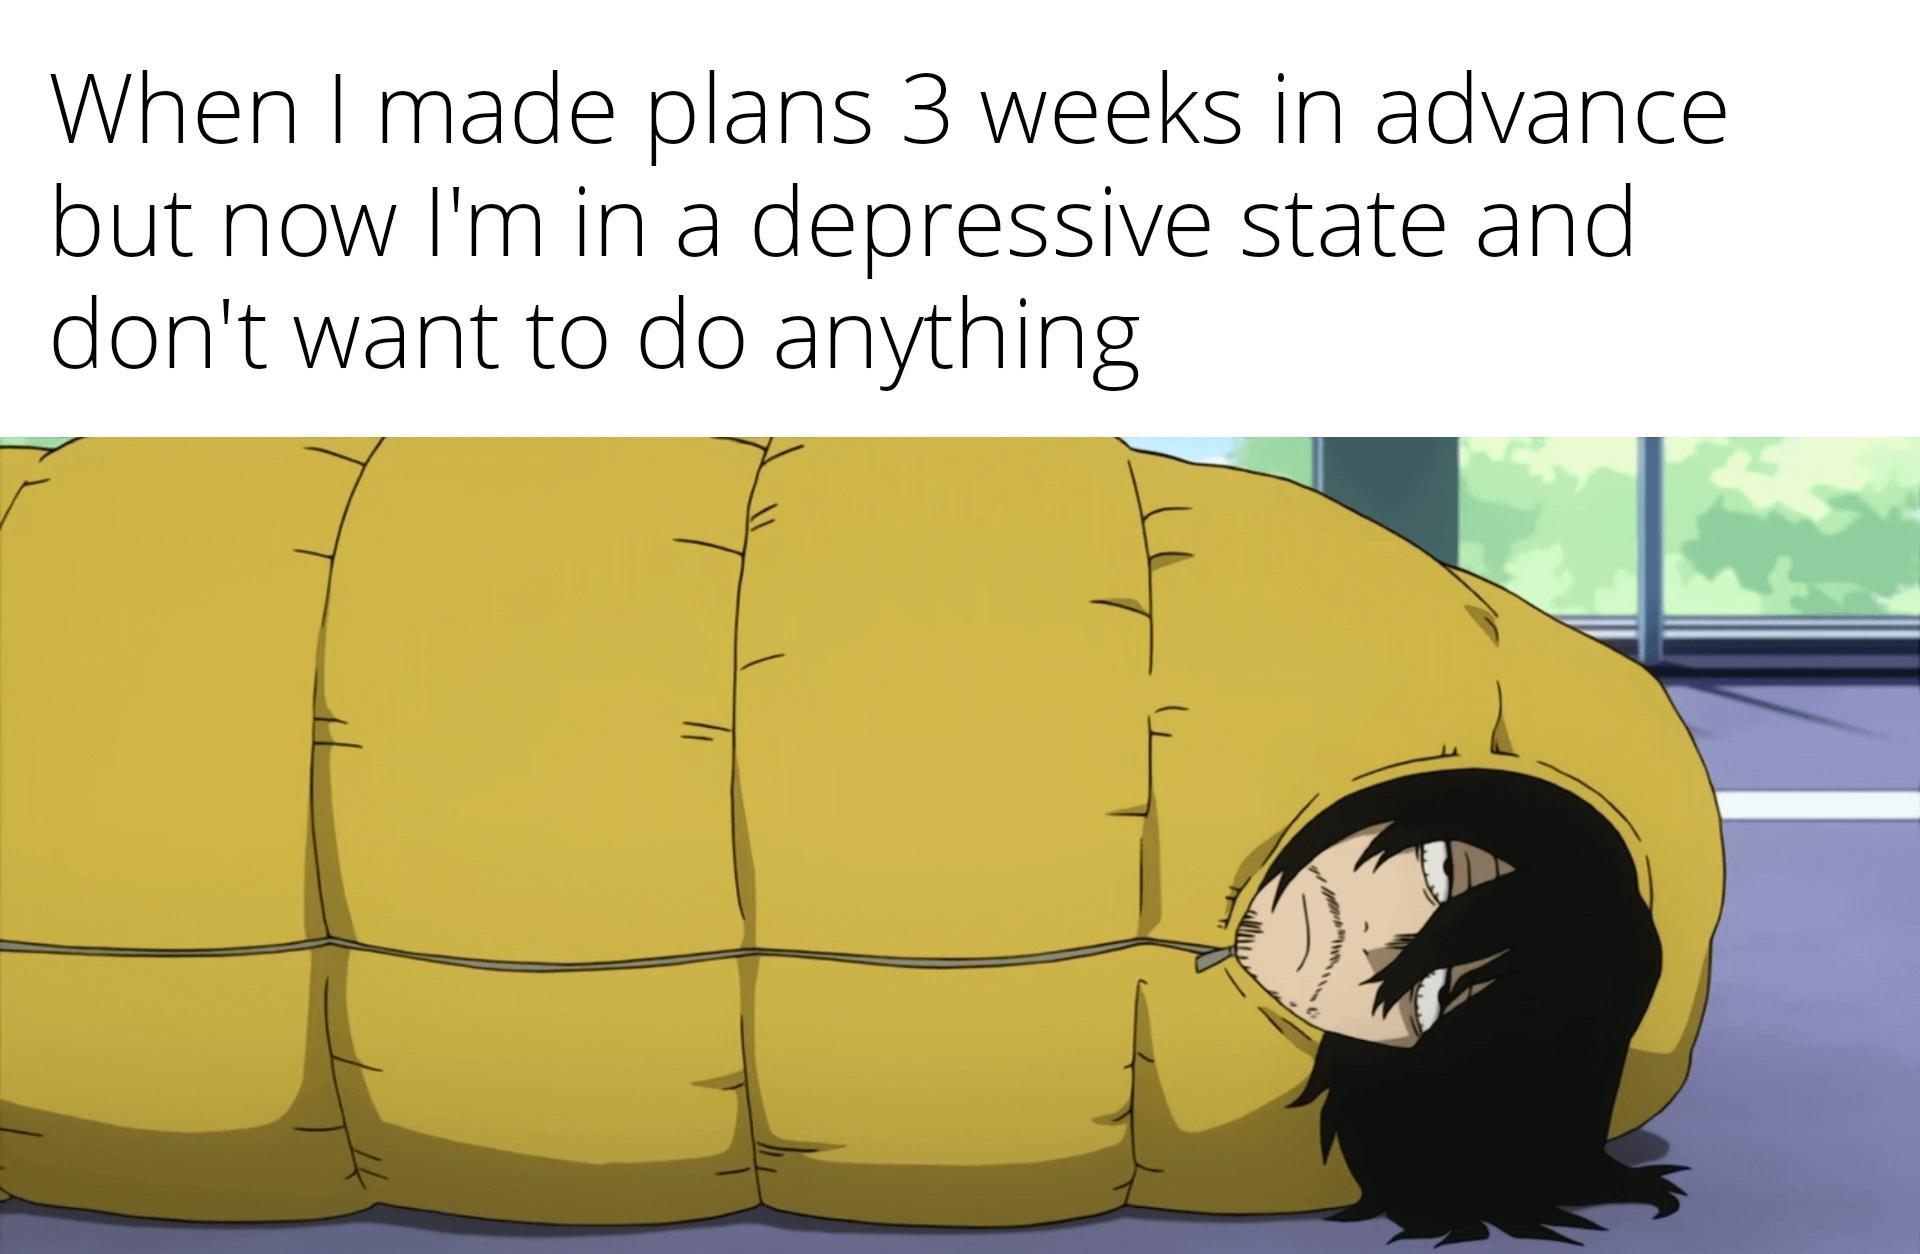 When I made plans 3 weeks in advance
but now I'm in a depressive state and
don't want to do anything